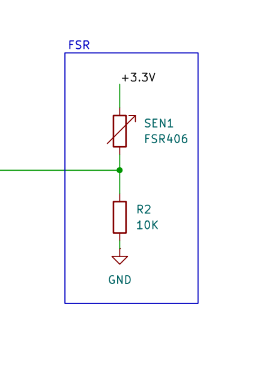 FSR
+3.3V
SEN1
FSR406
R2
10K
GND